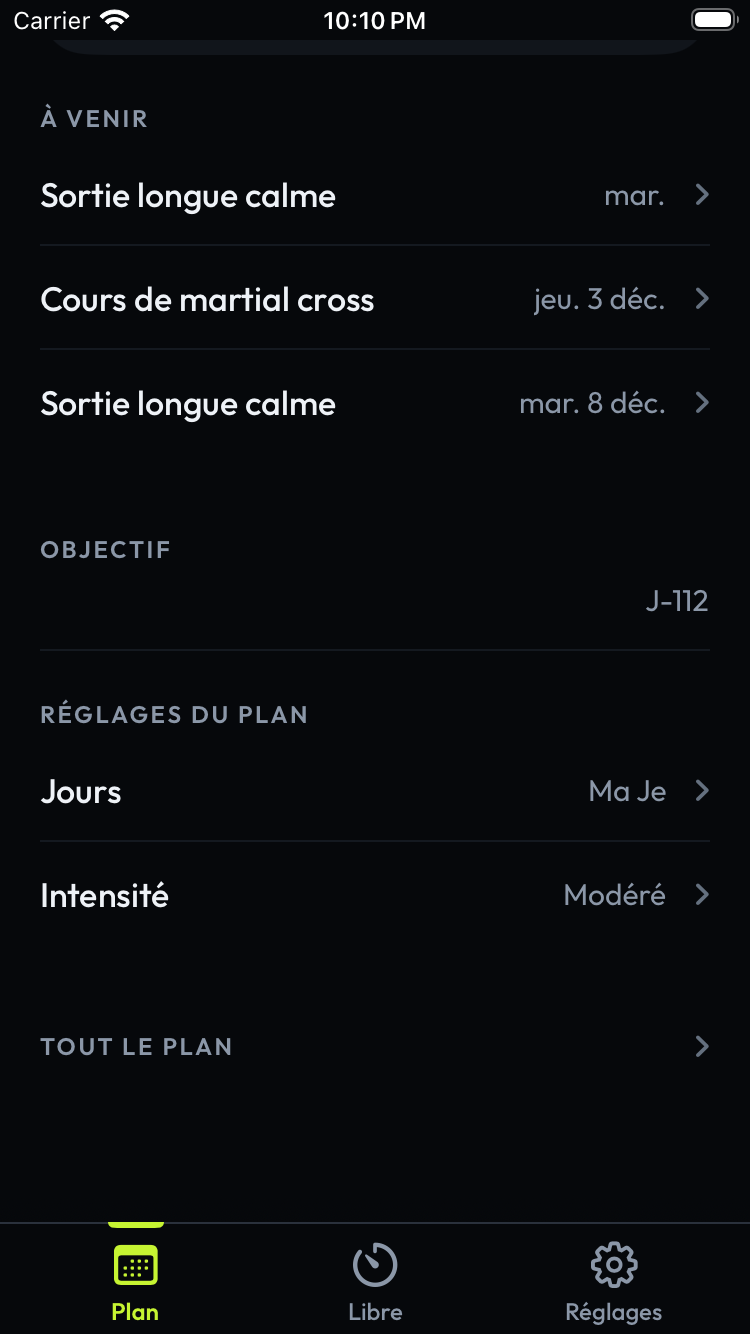 Carrier 10:10 PM
À VENIR
Sortie longue calme mar.
Cours de martial cross jeu. 3 déc.
Sortie longue calme mar. 8 déc.
OBJECTIF
J-112
RÉGLAGES DU PLAN
Jours Ma Je
Intensité Modéré
TOUT LE PLAN
Plan Libre Réglages